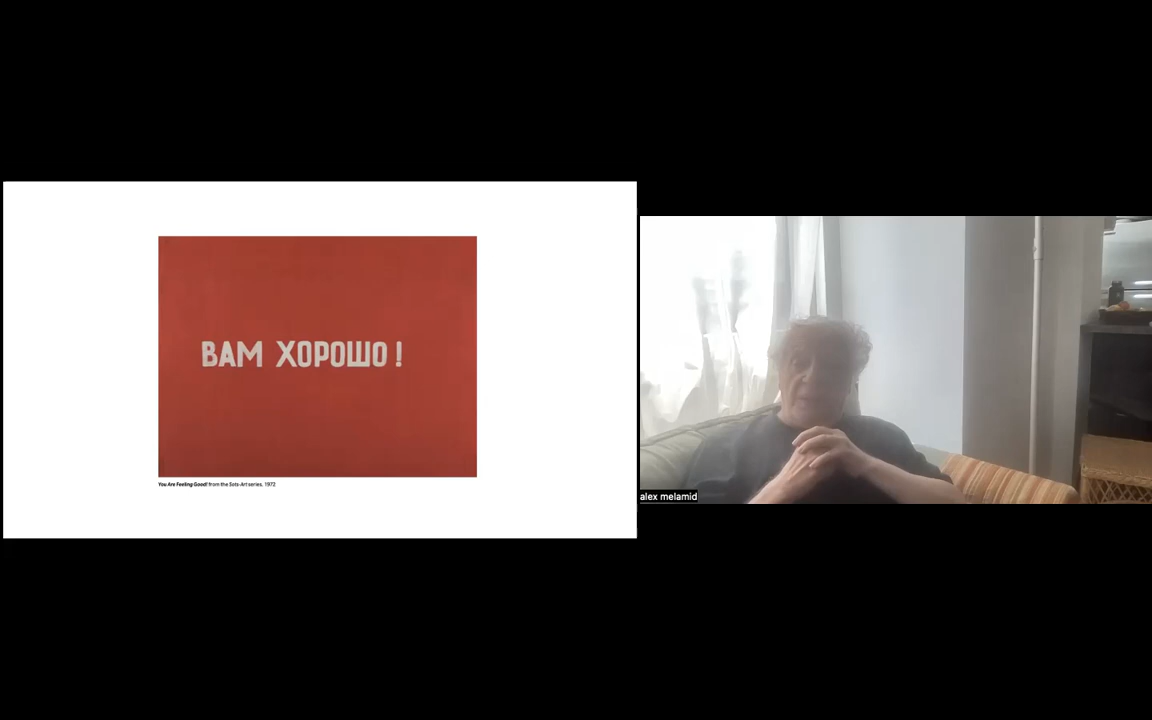 ВАМ ХОРОШО !
You Are Feeling Good! from the Sots-Art series, 1972
alex melamid